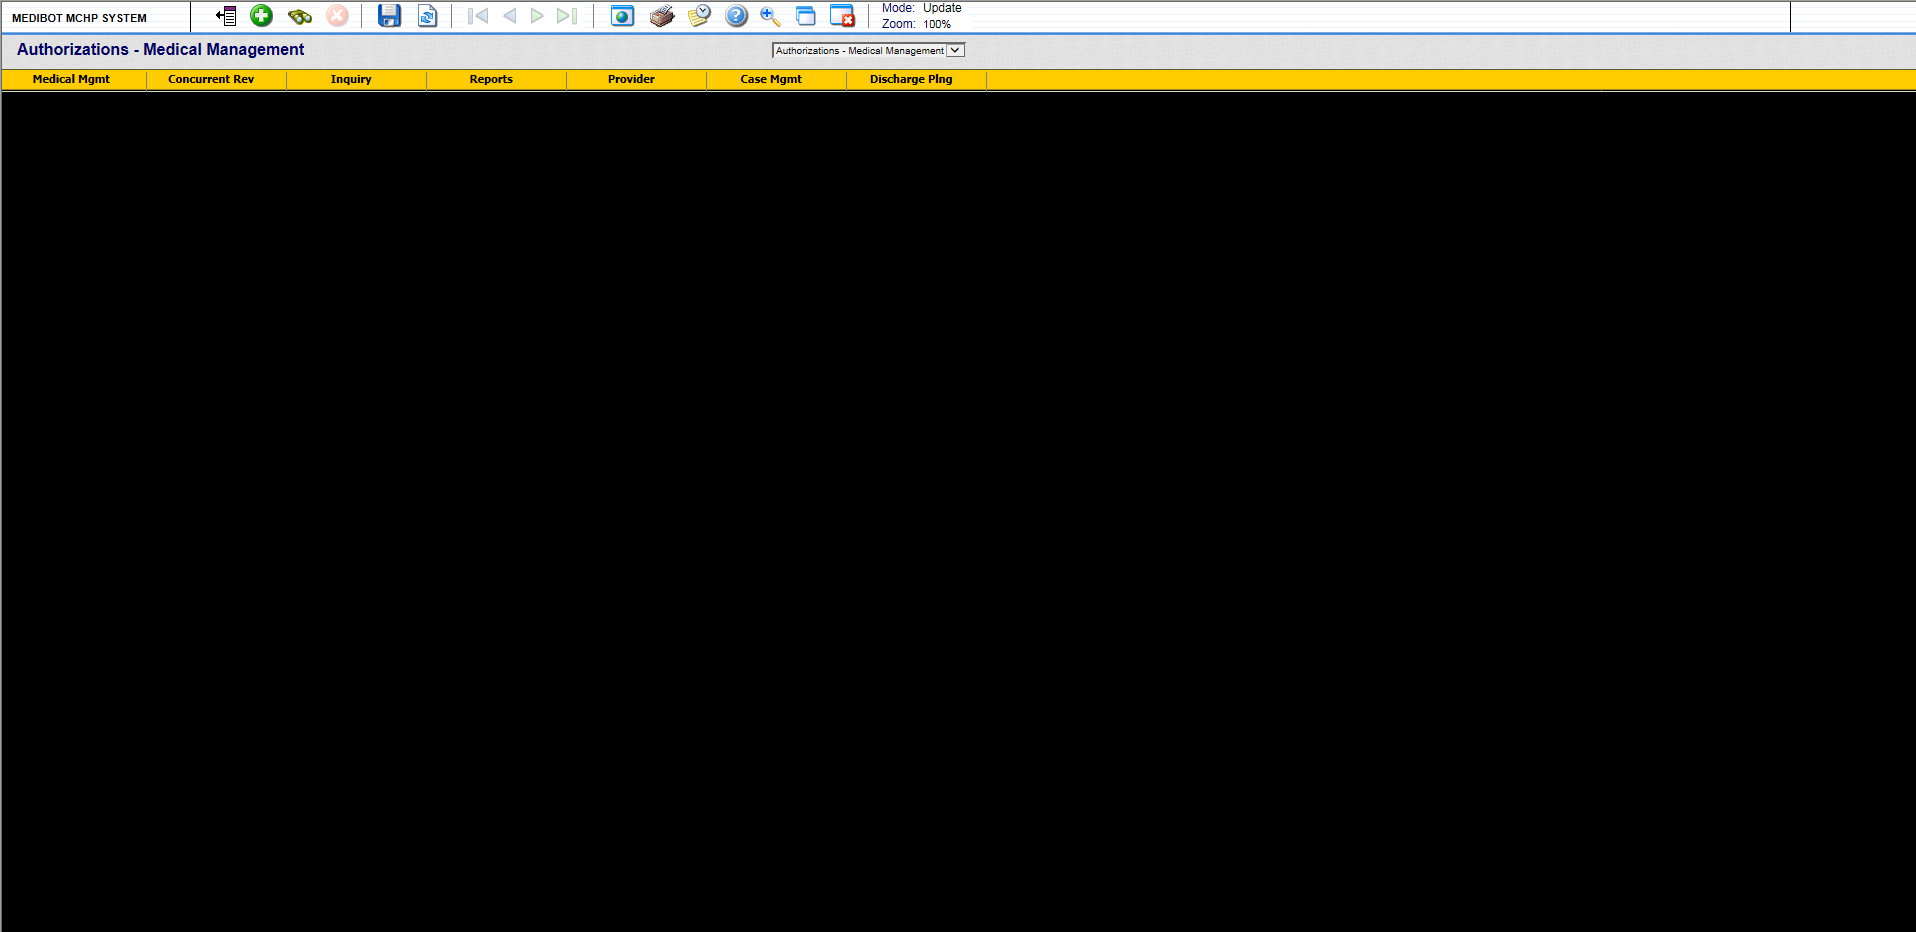 MEDIBOT MCHP SYSTEM
Mode: Update
Zoom: 100%
Authorizations - Medical Management
Authorizations - Medical Management
Medical Mgmt Concurrent Rev Inquiry Reports Provider Case Mgmt Discharge Plng